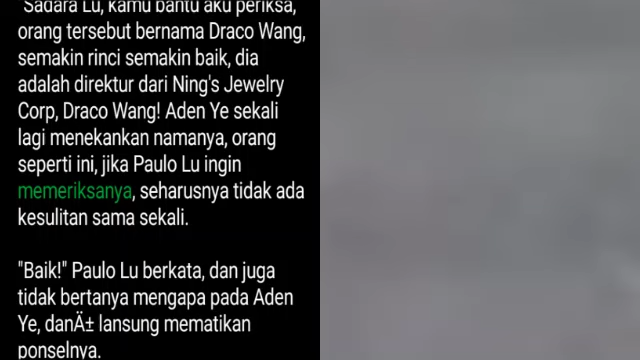 "Sadara Lu, kamu bantu aku periksa,
orang tersebut bernama Draco Wang,
semakin rinci semakin baik, dia
adalah direktur dari Ning's Jewelry
Corp, Draco Wang! Aden Ye sekali
lagi menekankan namanya, orang
seperti ini, jika Paulo Lu ingin
memeriksanya, seharusnya tidak ada
kesulitan sama sekali.
"Baik!" Paulo Lu berkata, dan juga
tidak bertanya mengapa pada Aden
Ye, danÄ± lansung mematikan
ponselnya.